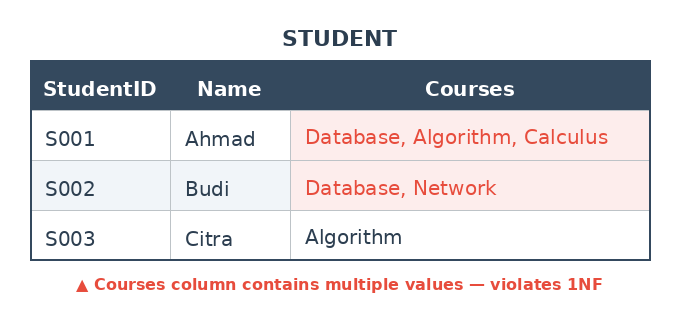 STUDENT
StudentID Name Courses
S001 Ahmad Database, Algorithm, Calculus
S002 Budi Database, Network
S003 Citra Algorithm
▲ Courses column contains multiple values — violates 1NF